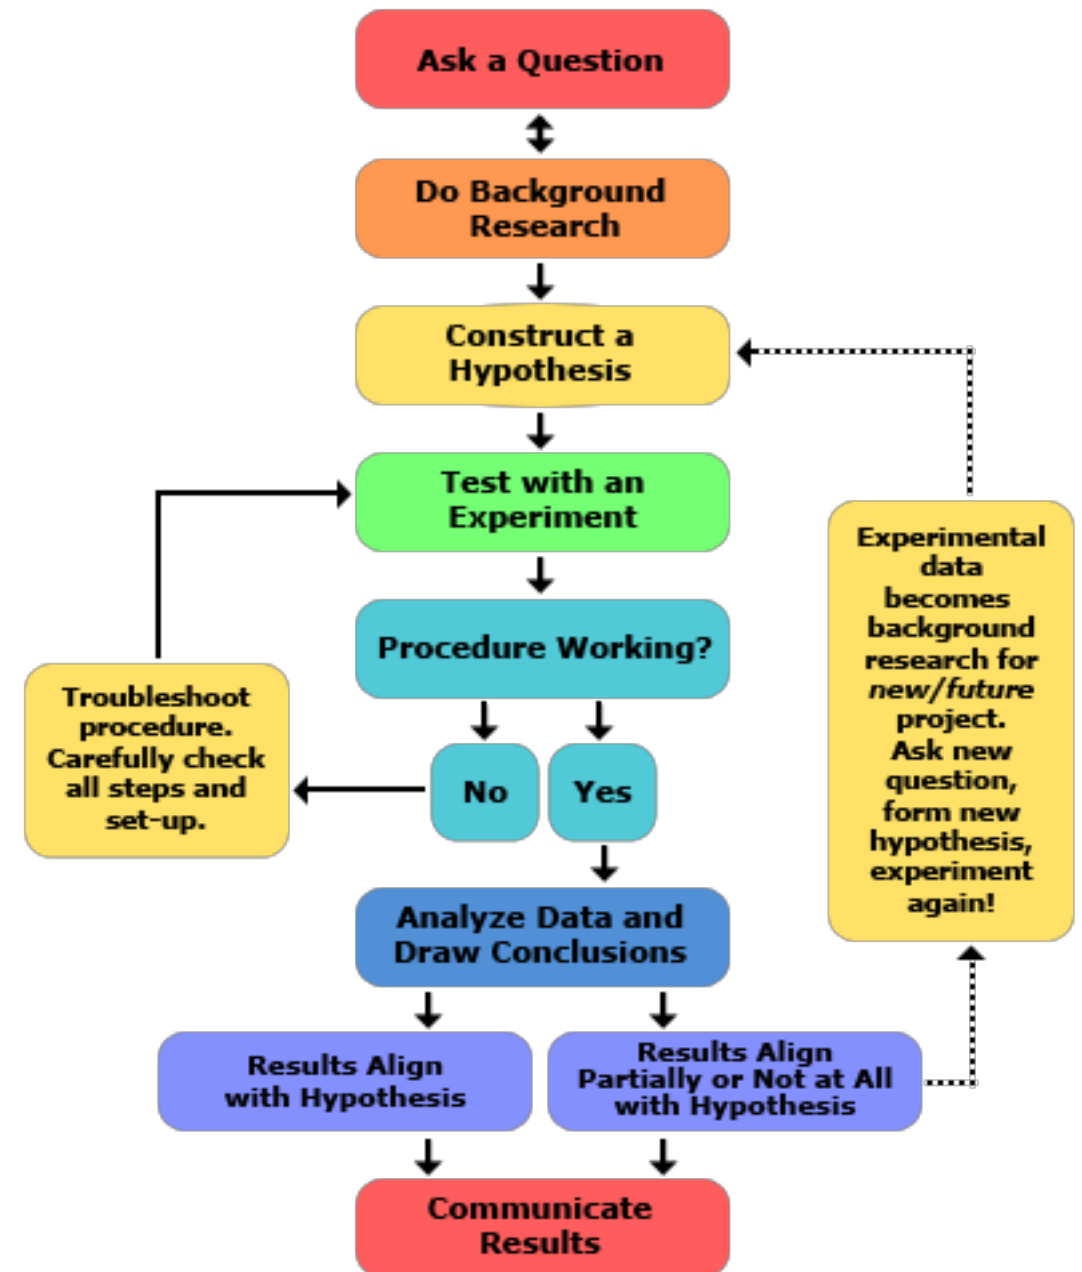 Ask a Question
Do Background
Research
Construct a
Hypothesis
Test with an
Experiment
Procedure Working?
No
Yes
Troubleshoot
procedure.
Carefully check
all steps and
set-up.
Experimental
data
becomes
background
research for
new/future
project.
Ask new
question,
form new
hypothesis,
experiment
again!
Analyze Data and
Draw Conclusions
Results Align
with Hypothesis
Results Align
Partially or Not at All
with Hypothesis
Communicate
Results